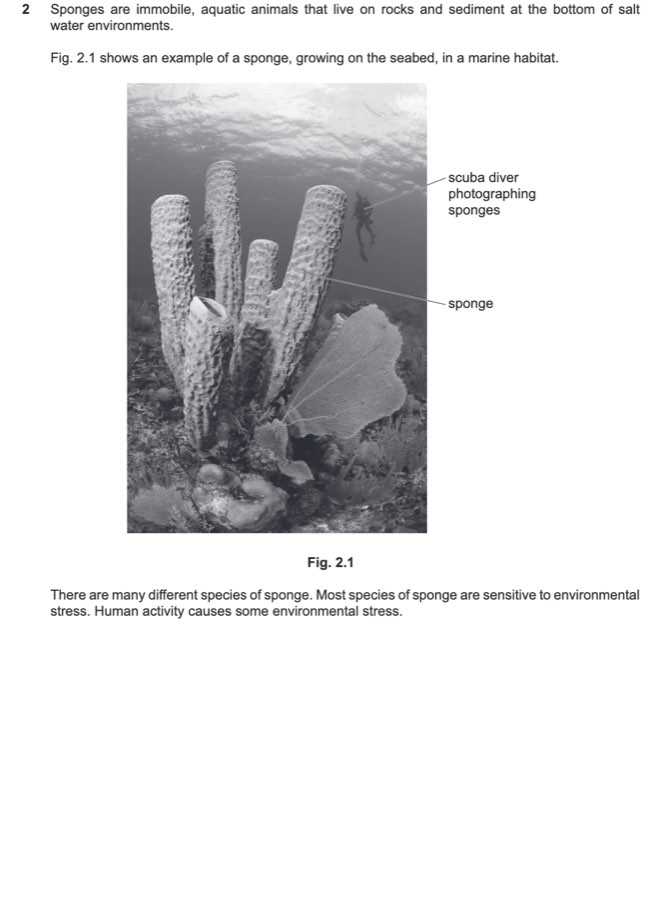 2 Sponges are immobile, aquatic animals that live on rocks and sediment at the bottom of salt
water environments.
Fig. 2.1 shows an example of a sponge, growing on the seabed, in a marine habitat.
scuba diver
photographing
sponges
sponge
Fig. 2.1
There are many different species of sponge. Most species of sponge are sensitive to environmental
stress. Human activity causes some environmental stress.